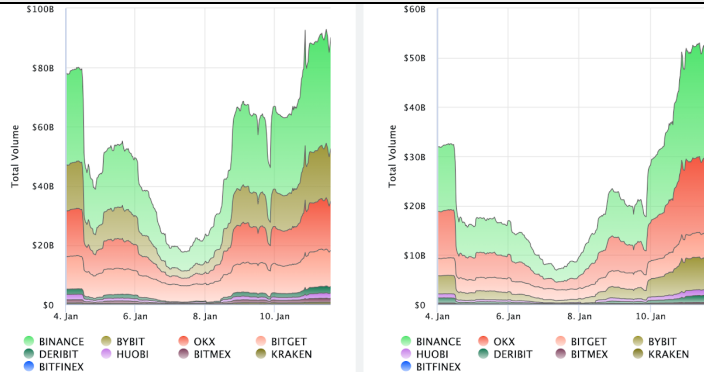 $100B
$80B
$60B
$40B
$20B
$0
Total Volume
4. Jan
6. Jan
8. Jan
10. Jan
BINANCE BYBIT OKX BITGET
DERIBIT HUOBI BITMEX KRAKEN
BITFINEX
$60B
$50B
$40B
$30B
$20B
$10B
$0
Total Volume
4. Jan
6. Jan
8. Jan
10. Jan
BINANCE OKX BITGET BYBIT
HUOBI DERIBIT BITMEX KRAKEN
BITFINEX